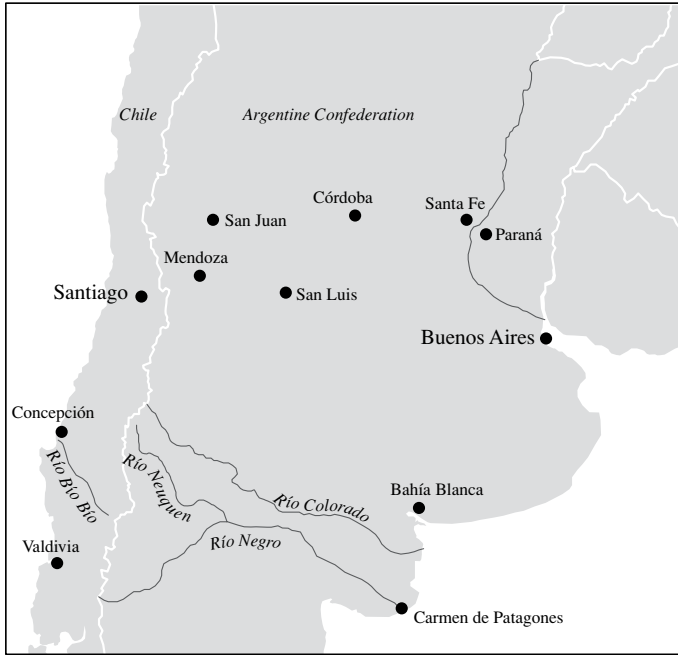 Chile
Argentine Confederation
Córdoba
Santa Fe
San Juan
Paraná
Mendoza
Santiago
San Luis
Buenos Aires
Concepción
Río Bío Bío
Río Neuquen
Río Colorado
Bahía Blanca
Río Negro
Valdivia
Carmen de Patagones